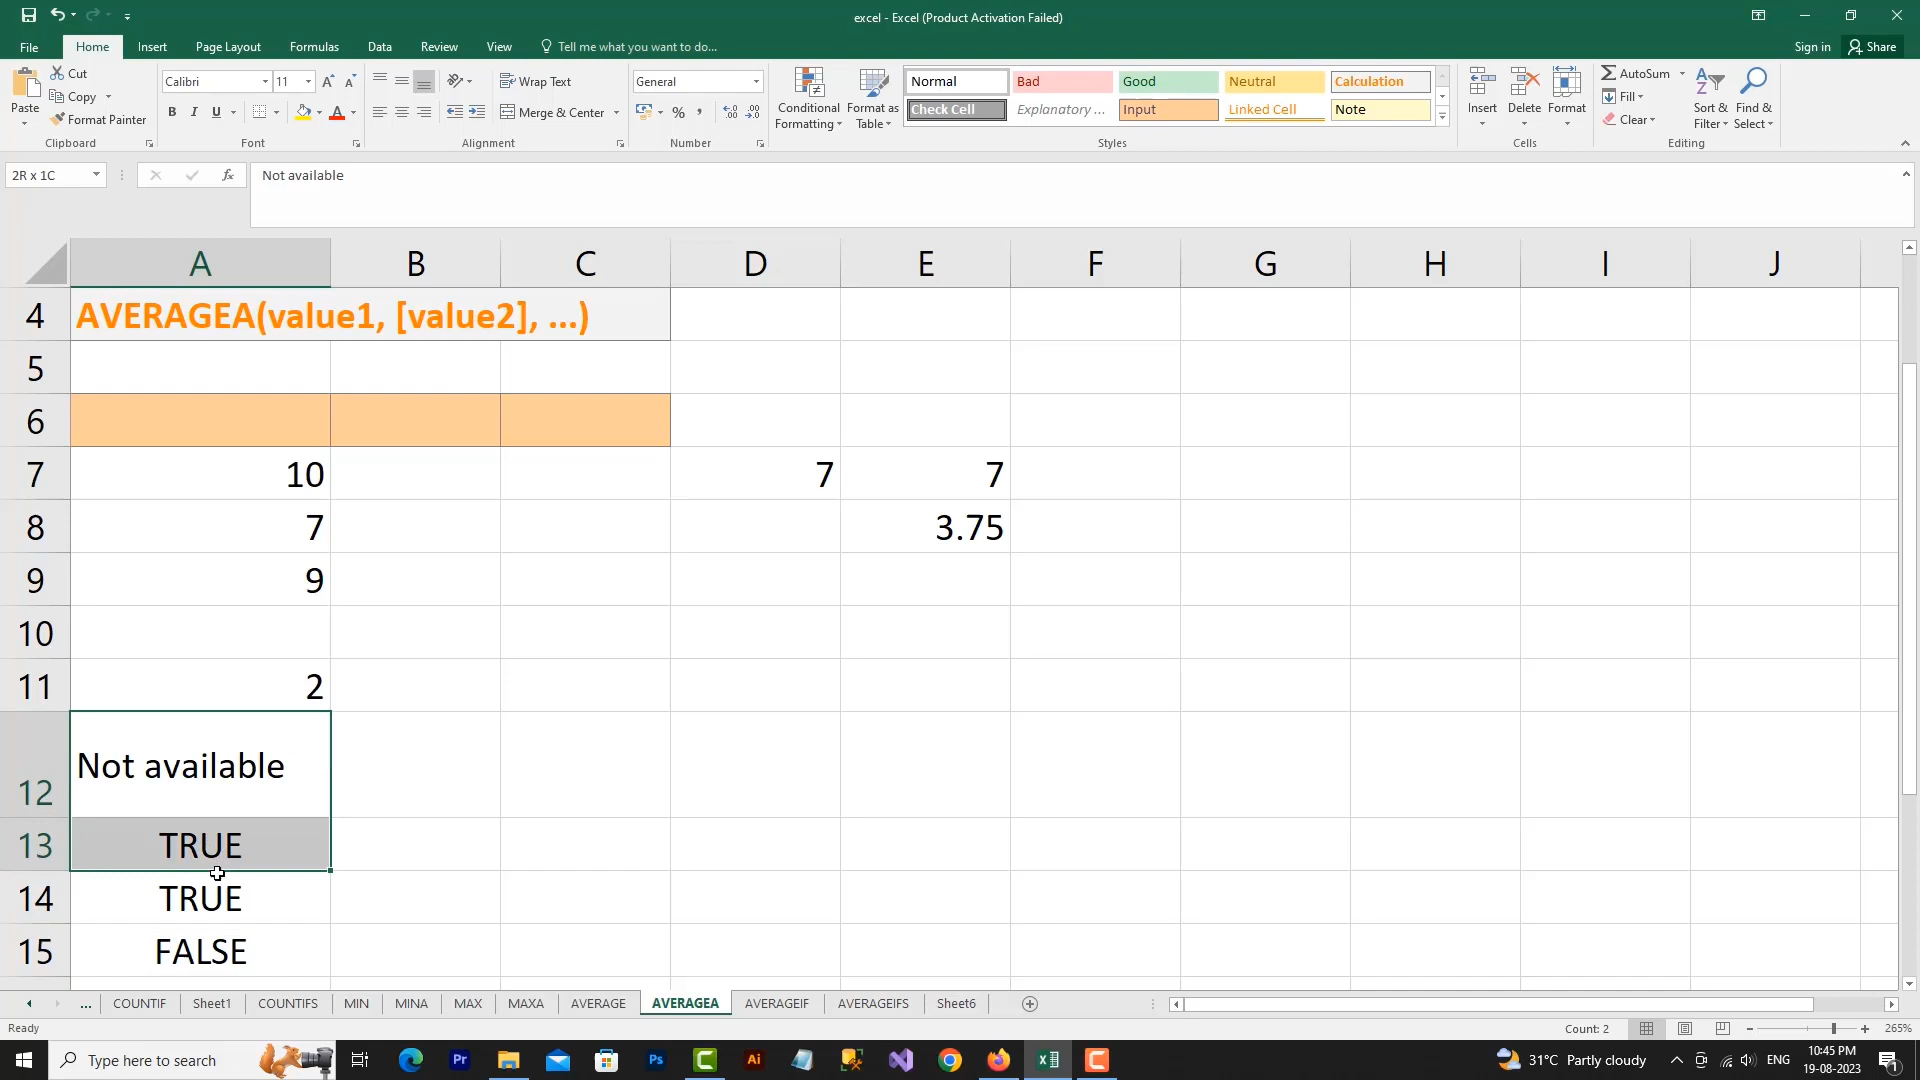 excel - Excel (Product Activation Failed)
File Home Insert Page Layout Formulas Data Review View Tell me what you want to do... Sign in Share
Paste
Cut
Copy
Format Painter
Clipboard
Calibri 11
B I U
Font
Wrap Text
Merge & Center
Alignment
General
%
Number
Conditional Formatting
Format as Table
Normal Bad Good Neutral Calculation
Check Cell Explanatory ... Input Linked Cell Note
Styles
Insert Delete Format
Cells
AutoSum
Fill
Clear
Sort & Filter
Find & Select
Editing
2R x 1C fx Not available
A B C D E F G H I J
4 AVERAGEA(value1, [value2], ...)
5
6
7 10 7 7
8 7 3.75
9 9
10
11 2
12 Not available
13 TRUE
14 TRUE
15 FALSE
... COUNTIF Sheet1 COUNTIFS MIN MINA MAX MAXA AVERAGE AVERAGEA AVERAGEIF AVERAGEIFS Sheet6
Ready Count: 2 265%
Type here to search Pr Ps Ai 31°C Partly cloudy ENG 10:45 PM
19-08-2023
1